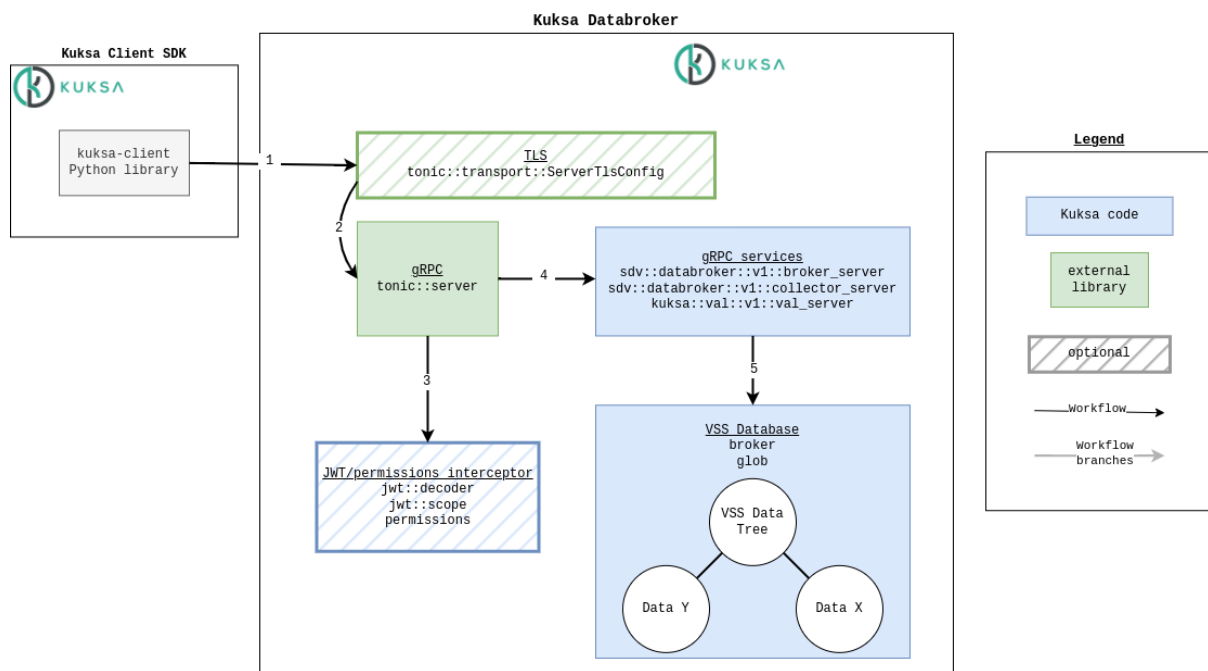 Kuksa Databroker
Kuksa Client SDK
KUKSA
KUKSA
kuksa-client
Python library
1
TLS
tonic::transport::ServerTlsConfig
2
gRPC
tonic::server
4
gRPC services
sdv::databroker::v1::broker_server
sdv::databroker::v1::collector_server
kuksa::val::v1::val_server
3
5
JWT/permissions interceptor
jwt::decoder
jwt::scope
permissions
VSS Database
broker
glob
VSS Data
Tree
Data Y
Data X
Legend
Kuksa code
external
library
optional
Workflow
Workflow
branches